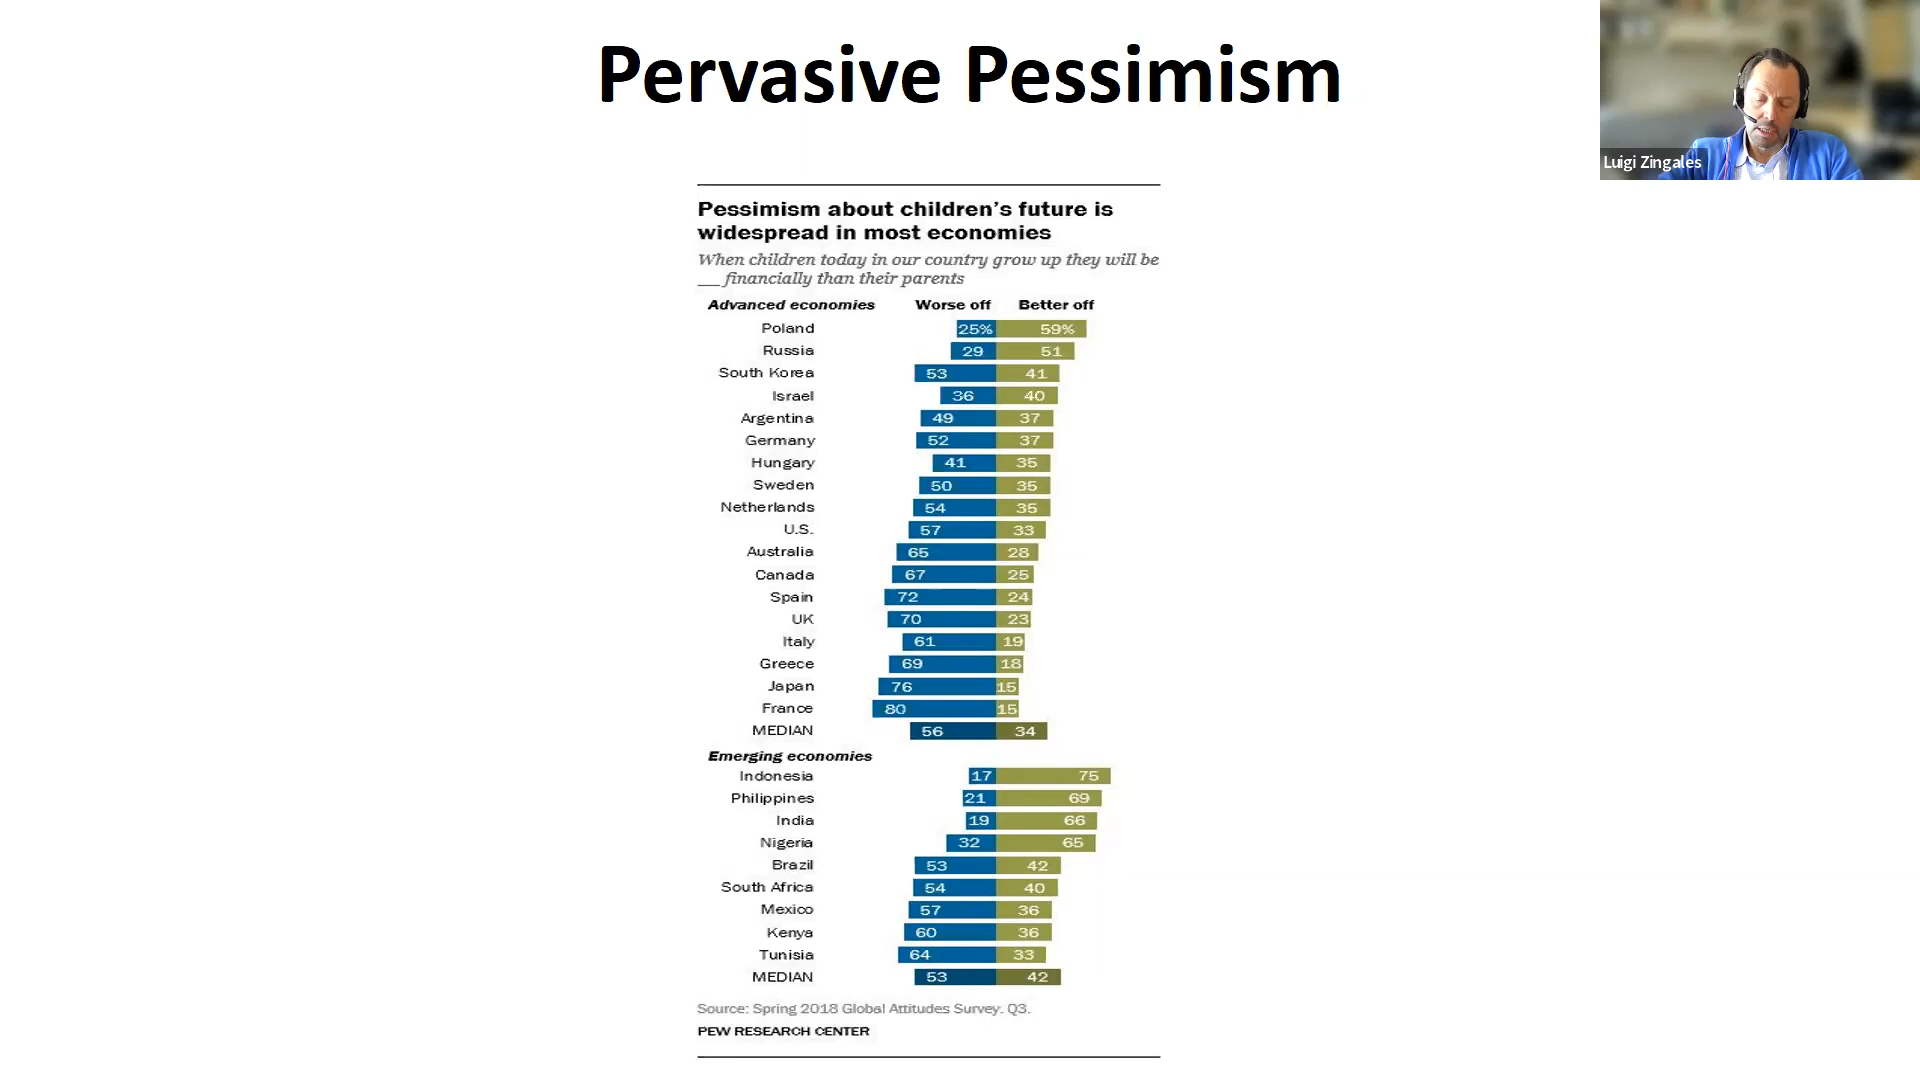 Pervasive Pessimism
Luigi Zingales
Pessimism about children's future is
widespread in most economies
When children today in our country grow up they will be
__ financially than their parents
Advanced economies Worse off Better off
Poland 25% 59%
Russia 29 51
South Korea 53 41
Israel 36 40
Argentina 49 37
Germany 52 37
Hungary 41 35
Sweden 50 35
Netherlands 54 35
U.S. 57 33
Australia 65 28
Canada 67 25
Spain 72 24
UK 70 23
Italy 61 19
Greece 69 18
Japan 76 15
France 80 15
MEDIAN 56 34
Emerging economies
Indonesia 17 75
Philippines 21 69
India 19 66
Nigeria 32 65
Brazil 53 42
South Africa 54 40
Mexico 57 36
Kenya 60 36
Tunisia 64 33
MEDIAN 53 42
Source: Spring 2018 Global Attitudes Survey. Q3.
PEW RESEARCH CENTER